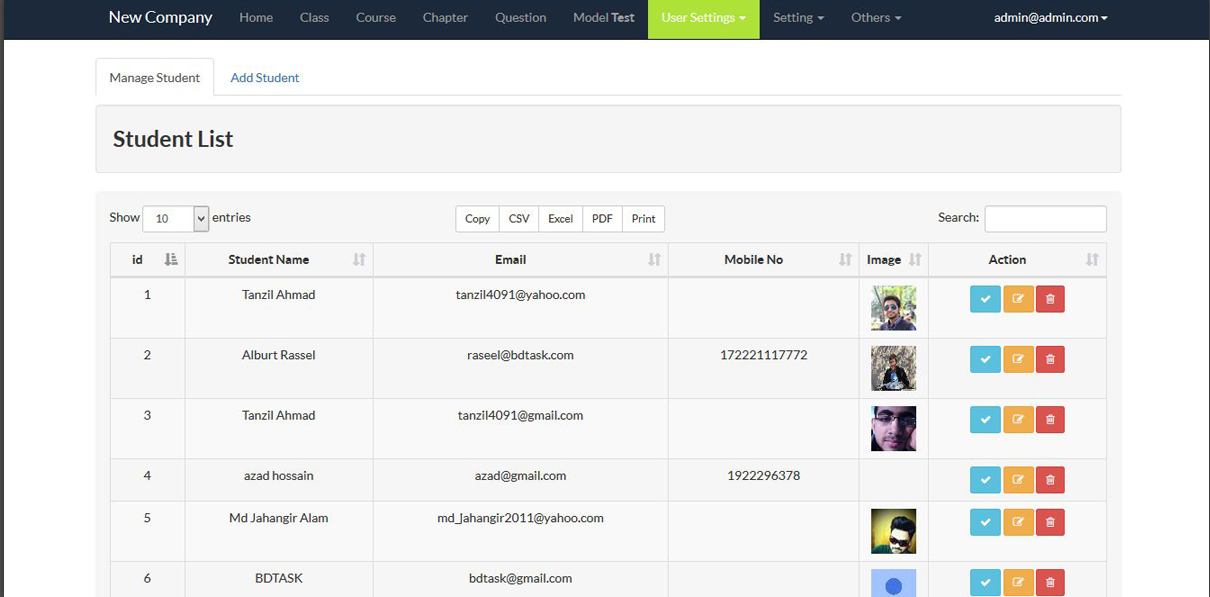 New Company Home Class Course Chapter Question Model Test User Settings Setting Others admin@admin.com
Manage Student Add Student
Student List
Show 10 entries Copy CSV Excel PDF Print Search:
id Student Name Email Mobile No Image Action
1 Tanzil Ahmad tanzil4091@yahoo.com
2 Alburt Rassel raseel@bdtask.com 172221117772
3 Tanzil Ahmad tanzil4091@gmail.com
4 azad hossain azad@gmail.com 1922296378
5 Md Jahangir Alam md_jahangir2011@yahoo.com
6 BDTASK bdtask@gmail.com